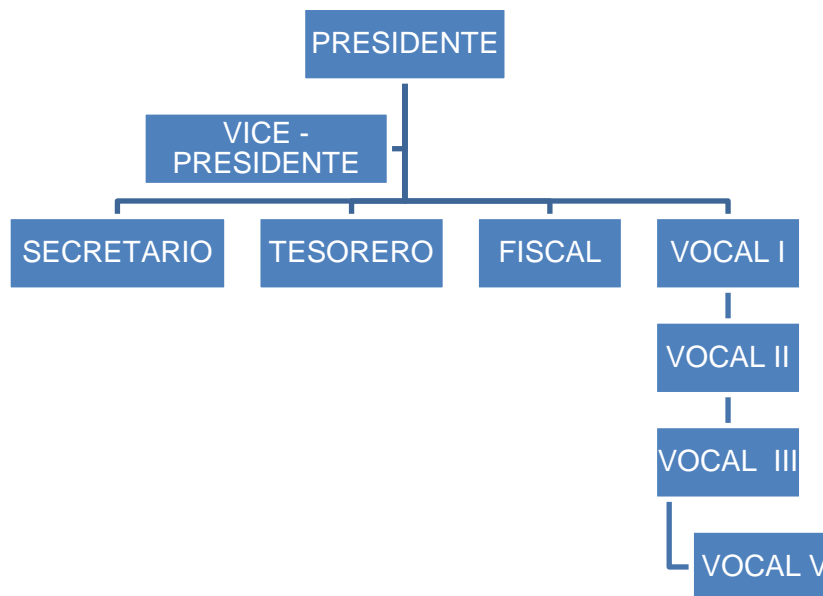 PRESIDENTE
VICE -
PRESIDENTE
SECRETARIO
TESORERO
FISCAL
VOCAL I
VOCAL II
VOCAL III
VOCAL V